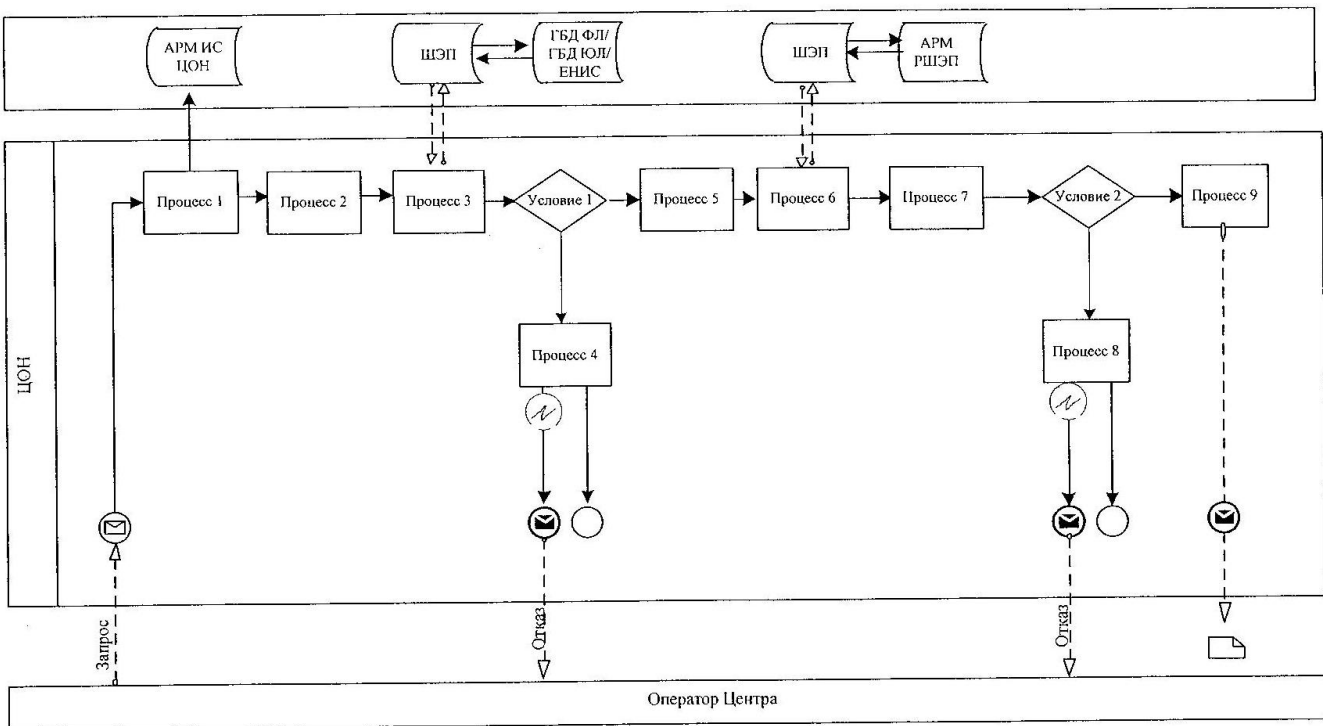 АРМ ИС
ЦОН
ШЭП
ГБД ФЛ/
ГБД ЮЛ/
ЕНИС
ШЭП
АРМ
РШЭП
ЦОН
Процесс 1
Процесс 2
Процесс 3
Условие 1
Процесс 5
Процесс 6
Процесс 7
Условие 2
Процесс 9
Процесс 4
Процесс 8
Запрос
Отказ
Отказ
Оператор Центра